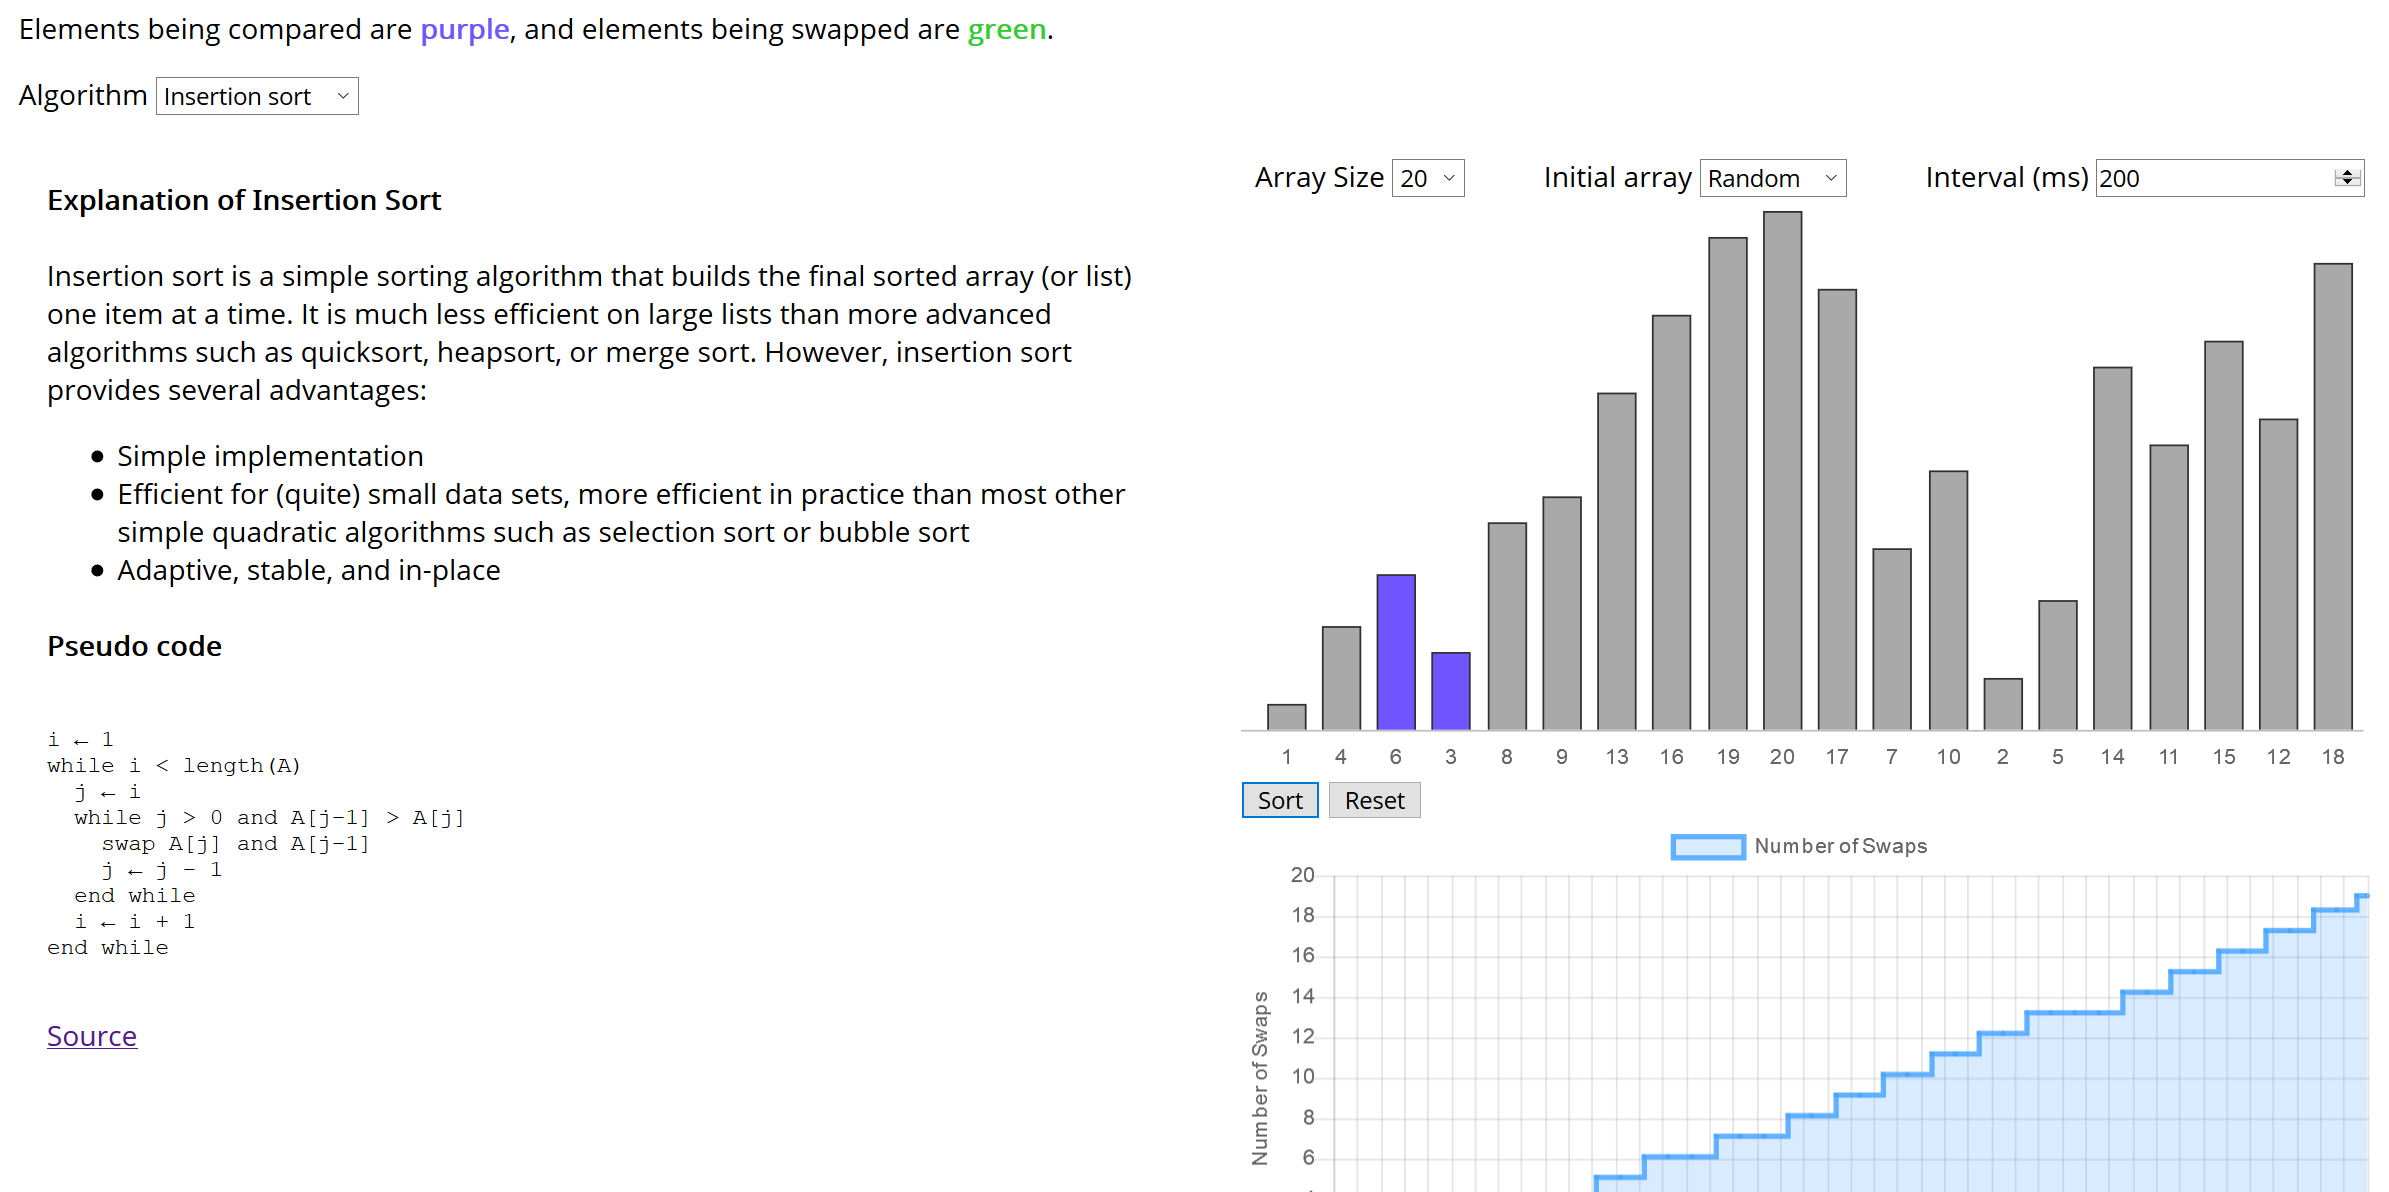 Elements being compared are purple, and elements being swapped are green.
Algorithm Insertion sort
Explanation of Insertion Sort
Insertion sort is a simple sorting algorithm that builds the final sorted array (or list)
one item at a time. It is much less efficient on large lists than more advanced
algorithms such as quicksort, heapsort, or merge sort. However, insertion sort
provides several advantages:
• Simple implementation
• Efficient for (quite) small data sets, more efficient in practice than most other
simple quadratic algorithms such as selection sort or bubble sort
• Adaptive, stable, and in-place
Pseudo code
i ← 1
while i < length(A)
  j ← i
  while j > 0 and A[j-1] > A[j]
    swap A[j] and A[j-1]
    j ← j - 1
  end while
  i ← i + 1
end while
Source
Array Size 20 Initial array Random Interval (ms) 200
1 4 6 3 8 9 13 16 19 20 17 7 10 2 5 14 11 15 12 18
Sort Reset
Number of Swaps
Number of Swaps
20
18
16
14
12
10
8
6